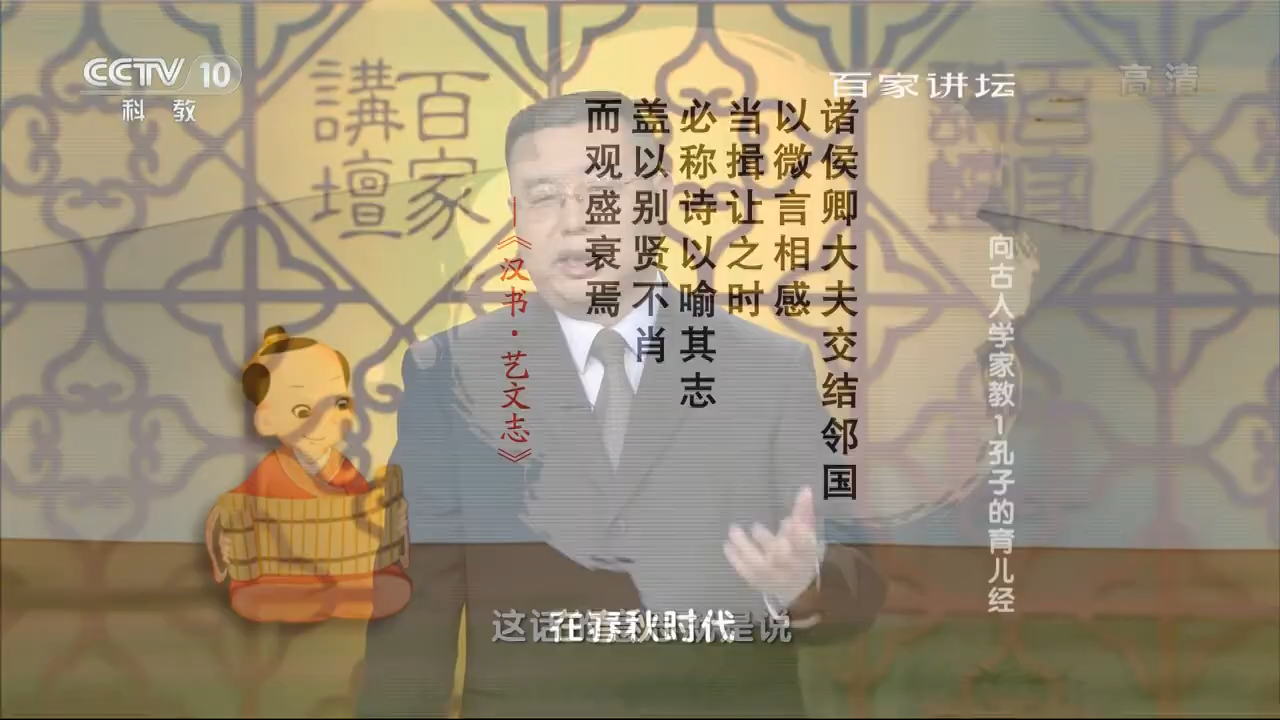 CCTV 10
科教
百家讲坛
高清
百家
講壇
诸侯卿大夫交结邻国
以微言相感
当揖让之时
必称诗以喻其志
盖以别贤不肖
而观盛衰焉
—《汉书·艺文志》
向古人学家教1孔子的育儿经
在春秋时代